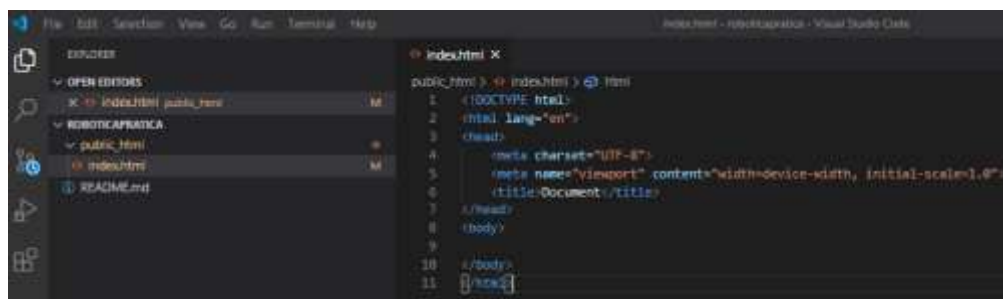 File Edit Selection View Go Run Terminal Help
index.html - roboticapratica - Visual Studio Code
EXPLORER
OPEN EDITORS
index.html public_html M
ROBOTICAPRATICA
public_html
index.html M
README.md
index.html
public_html > index.html > html
1 <!DOCTYPE html>
2 <html lang="en">
3 <head>
4 <meta charset="UTF-8">
5 <meta name="viewport" content="width=device-width, initial-scale=1.0">
6 <title>Document</title>
7 </head>
8 <body>
9
10 </body>
11 </html>